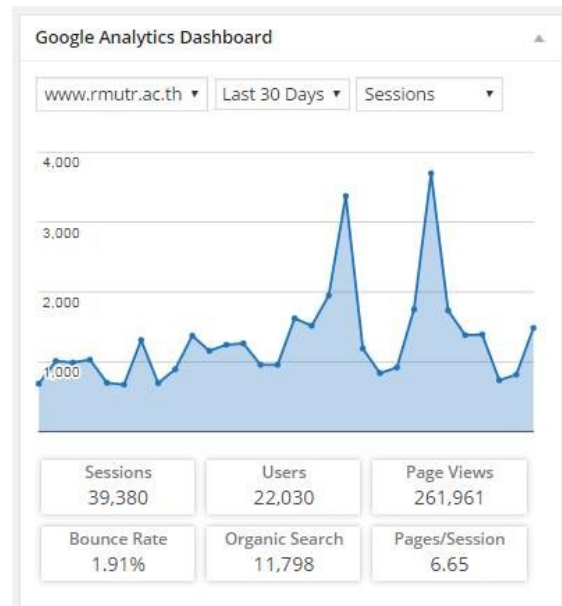 Google Analytics Dashboard
www.rmutr.ac.th Last 30 Days Sessions
4,000
3,000
2,000
1,000
Sessions Users Page Views
39,380 22,030 261,961
Bounce Rate Organic Search Pages/Session
1.91% 11,798 6.65